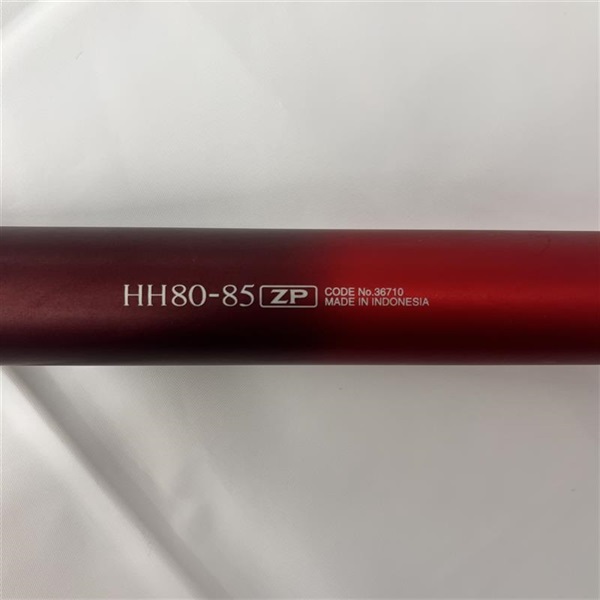 HH80-85 ZP CODE No.36710
MADE IN INDONESIA